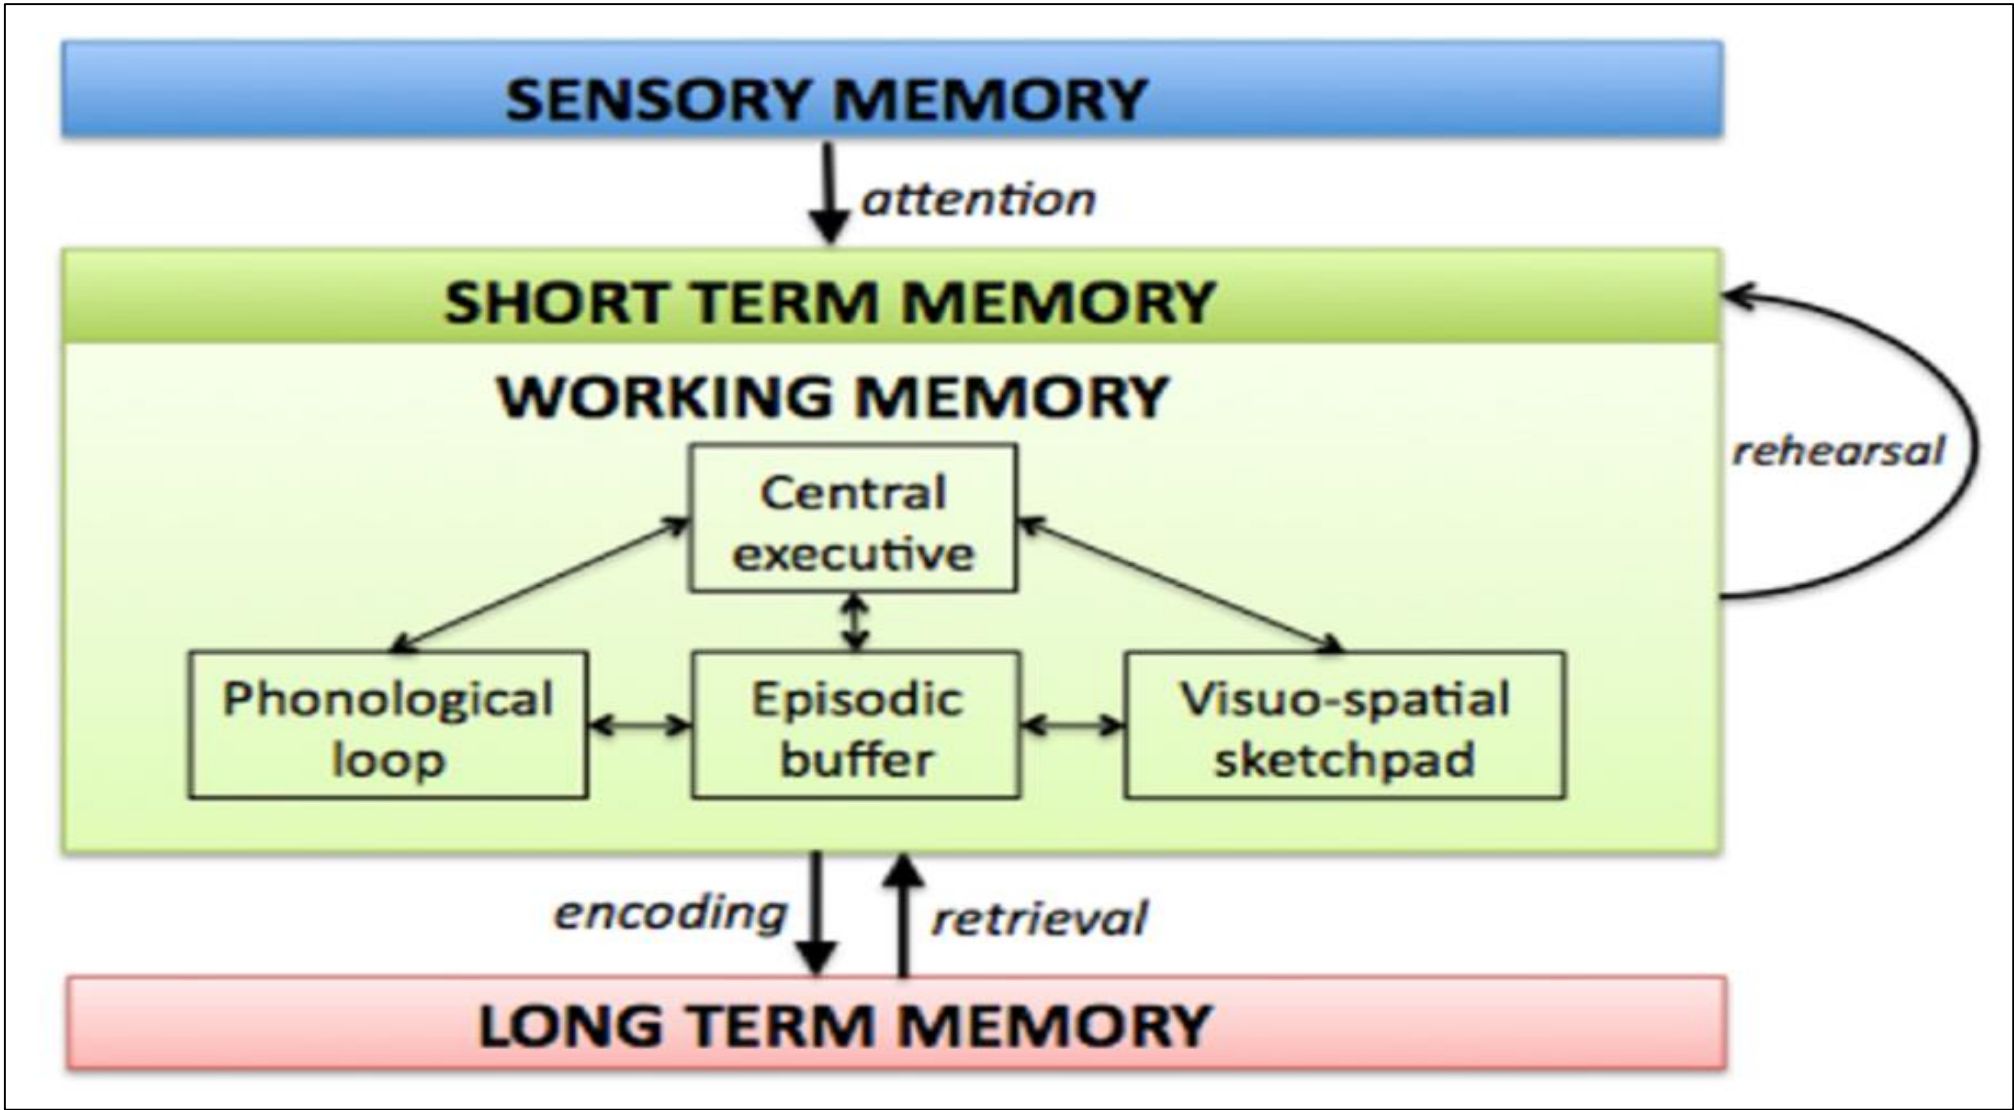 SENSORY MEMORY
attention
SHORT TERM MEMORY
WORKING MEMORY
Central
executive
rehearsal
Phonological
loop
Episodic
buffer
Visuo-spatial
sketchpad
encoding
retrieval
LONG TERM MEMORY